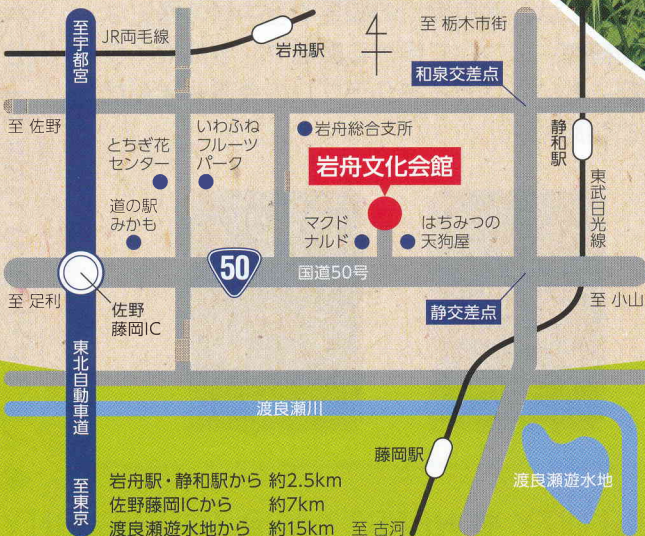 至宇都宮
JR両毛線
岩舟駅
至 栃木市街
和泉交差点
至 佐野
とちぎ花
センター
いわふね
フルーツ
パーク
岩舟総合支所
静和駅
東武日光線
岩舟文化会館
道の駅
みかも
マクド
ナルド
はちみつの
天狗屋
50
国道50号
至 足利
佐野
藤岡IC
静交差点
至 小山
東北自動車道
渡良瀬川
藤岡駅
渡良瀬遊水地
至東京
岩舟駅・静和駅から 約2.5km
佐野藤岡ICから 約7km
渡良瀬遊水地から 約15km
至 古河